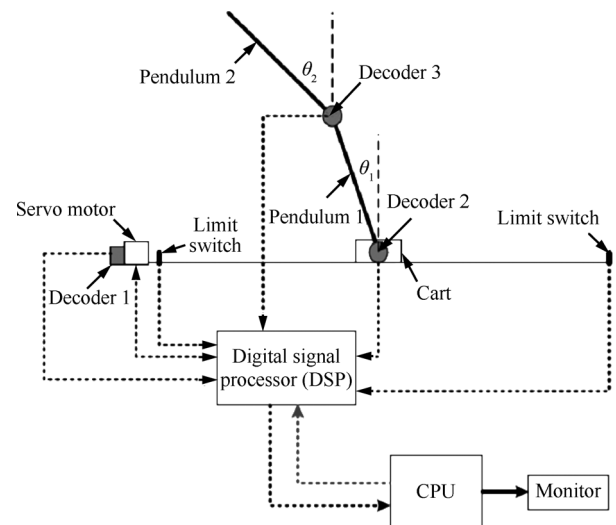 Pendulum 2
θ2
Decoder 3
θ1
Pendulum 1
Decoder 2
Servo motor
Limit
switch
Limit switch
Decoder 1
Cart
Digital signal
processor (DSP)
CPU
Monitor